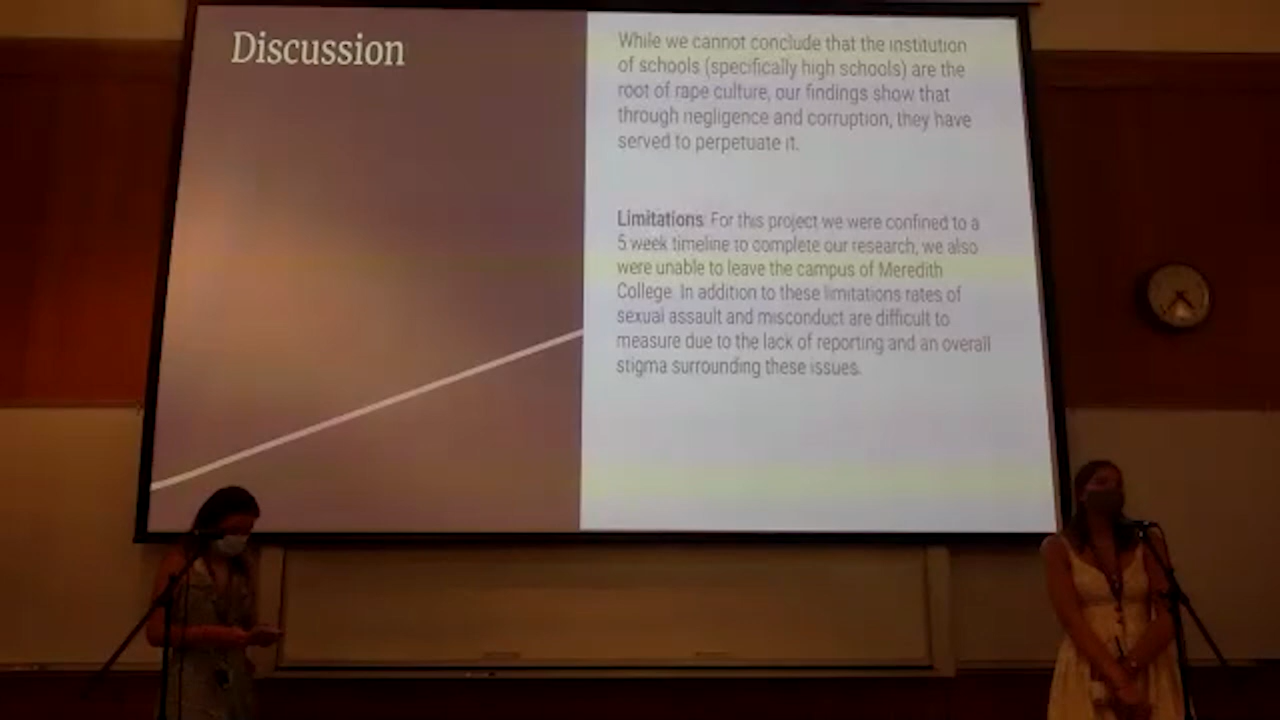 Discussion
While we cannot conclude that the institution
of schools (specifically high schools) are the
root of rape culture, our findings show that
through negligence and corruption, they have
served to perpetuate it.
Limitations: For this project we were confined to a
5 week timeline to complete our research, we also
were unable to leave the campus of Meredith
College. In addition to these limitations rates of
sexual assault and misconduct are difficult to
measure due to the lack of reporting and an overall
stigma surrounding these issues.